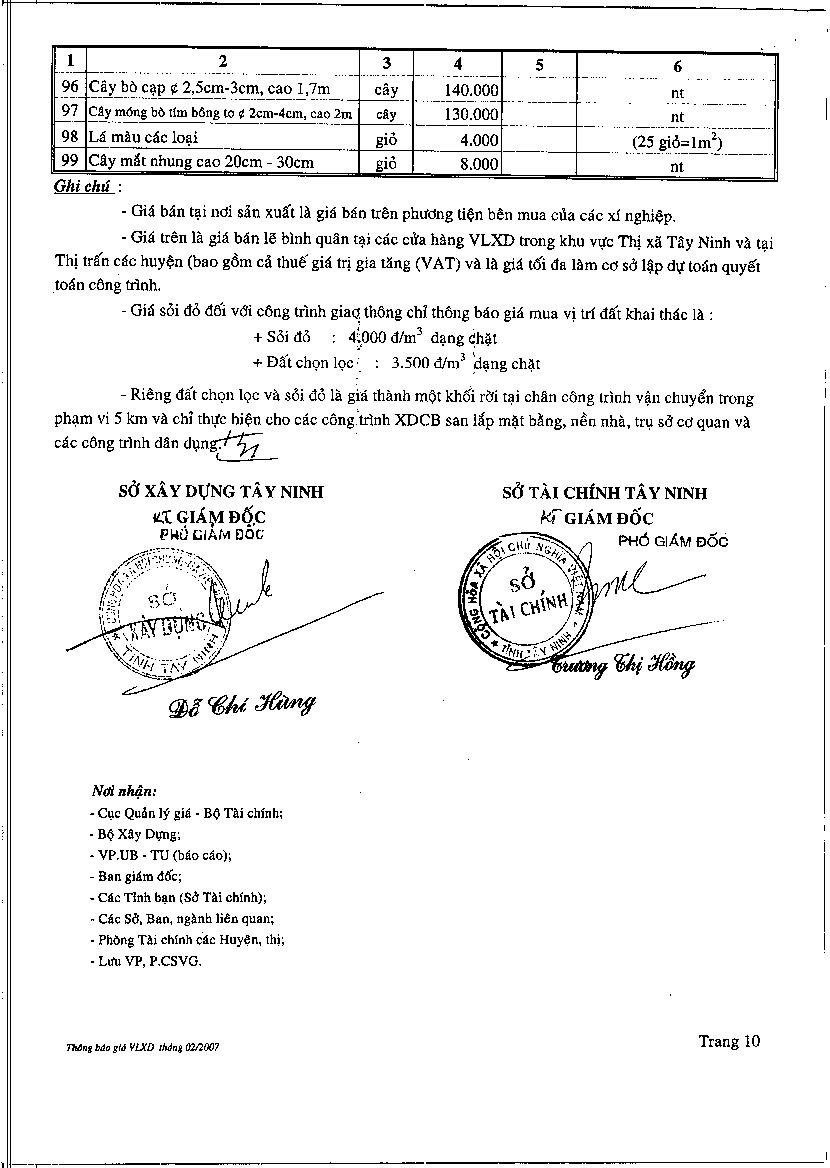 1 2 3 4 5 6
96 Cây bò cạp ¢ 2,5cm-3cm, cao 1,7m cây 140.000 nt
97 Cây móng bò tím bông to ¢ 2cm-4cm, cao 2m cây 130.000 nt
98 Lá màu các loại giỏ 4.000 (25 giỏ=1m²)
99 Cây mắt nhung cao 20cm - 30cm giỏ 8.000 nt
Ghi chú :
- Giá bán tại nơi sản xuất là giá bán trên phương tiện bên mua của các xí nghiệp.
- Giá trên là giá bán lẽ bình quân tại các cửa hàng VLXD trong khu vực Thị xã Tây Ninh và tại
Thị trấn các huyện (bao gồm cả thuế giá trị gia tăng (VAT) và là giá tối đa làm cơ sở lập dự toán quyết
toán công trình.
- Giá sỏi đỏ đối với công trình giao thông chỉ thông báo giá mua vị trí đất khai thác là :
+ Sỏi đỏ : 4.000 đ/m³ dạng chặt
+ Đất chọn lọc : 3.500 đ/m³ dạng chặt
- Riêng đất chọn lọc và sỏi đỏ là giá thành một khối rời tại chân công trình vận chuyển trong
phạm vi 5 km và chỉ thực hiện cho các công trình XDCB san lấp mặt bằng, nền nhà, trụ sở cơ quan và
các công trình dân dụng.
SỞ XÂY DỰNG TÂY NINH
KT GIÁM ĐỐC
PHÓ GIÁM ĐỐC
SỞ
XÂY DỰNG
TỈNH TÂY NINH
Đỗ Chí Hùng
SỞ TÀI CHÍNH TÂY NINH
KT GIÁM ĐỐC
PHÓ GIÁM ĐỐC
CỘNG HÒA XÃ HỘI CHỦ NGHĨA VIỆT NAM
SỞ
TÀI CHÍNH
TỈNH TÂY NINH
Trương Thị Hồng
Nơi nhận:
- Cục Quản lý giá - Bộ Tài chính;
- Bộ Xây Dựng;
- VP.UB - TU (báo cáo);
- Ban giám đốc;
- Các Tỉnh bạn (Sở Tài chính);
- Các Sở, Ban, ngành liên quan;
- Phòng Tài chính các Huyện, thị;
- Lưu VP, P.CSVG.
Thông báo giá VLXD tháng 02/2007
Trang 10